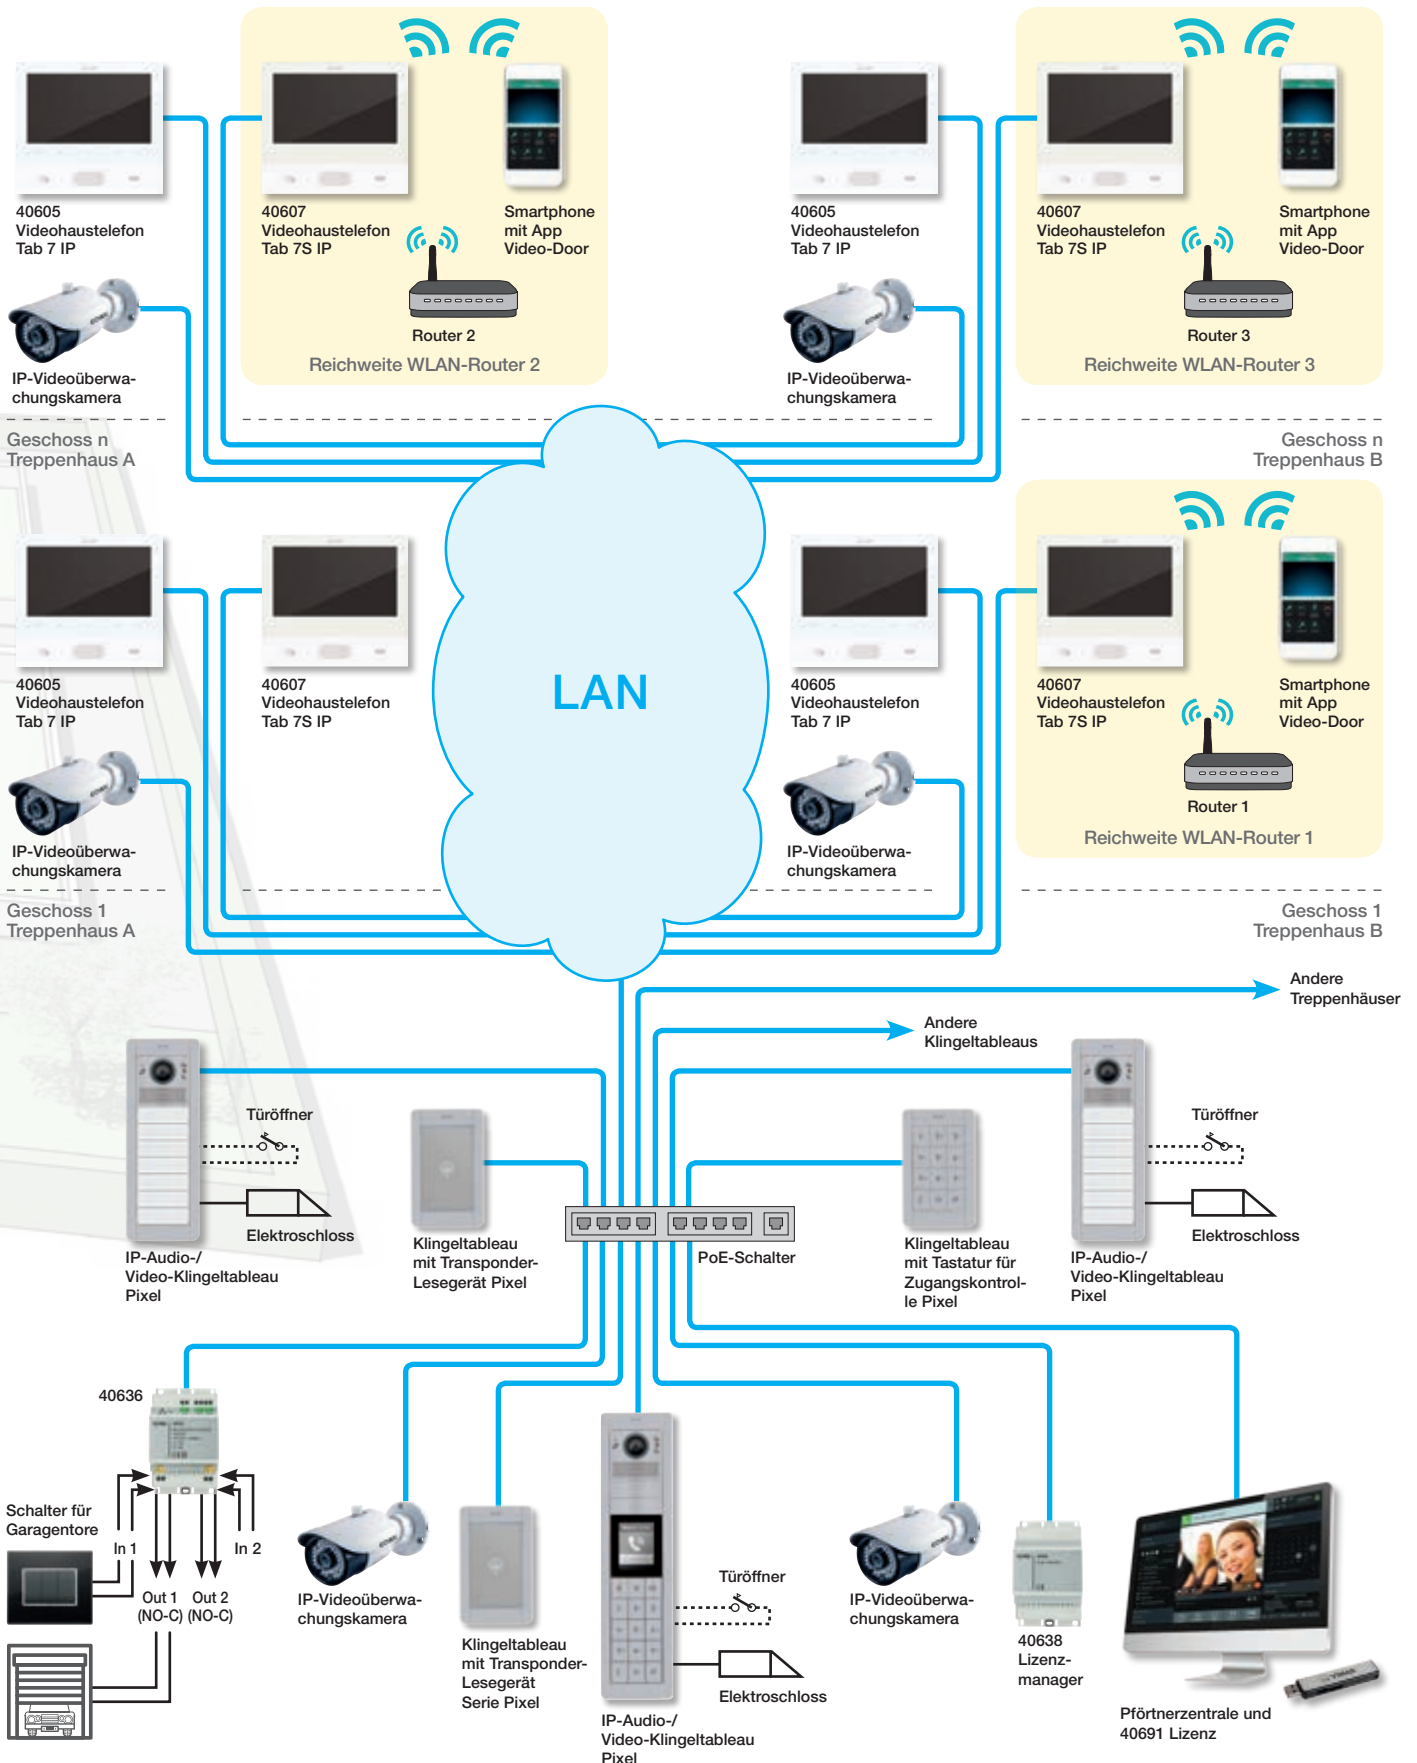 40605
Videohaustelefon
Tab 7 IP
40607
Videohaustelefon
Tab 7S IP
Smartphone
mit App
Video-Door
Router 2
Reichweite WLAN-Router 2
IP-Videoüberwa-
chungskamera
40605
Videohaustelefon
Tab 7 IP
40607
Videohaustelefon
Tab 7S IP
Smartphone
mit App
Video-Door
Router 3
Reichweite WLAN-Router 3
IP-Videoüberwa-
chungskamera
Geschoss n
Treppenhaus A
Geschoss n
Treppenhaus B
40605
Videohaustelefon
Tab 7 IP
40607
Videohaustelefon
Tab 7S IP
IP-Videoüberwa-
chungskamera
LAN
40605
Videohaustelefon
Tab 7 IP
40607
Videohaustelefon
Tab 7S IP
Smartphone
mit App
Video-Door
Router 1
Reichweite WLAN-Router 1
IP-Videoüberwa-
chungskamera
Geschoss 1
Treppenhaus A
Geschoss 1
Treppenhaus B
Andere
Treppenhäuser
Andere
Klingeltableaus
Türöffner
Elektroschloss
IP-Audio-/
Video-Klingeltableau
Pixel
Klingeltableau
mit Transponder-
Lesegerät Pixel
PoE-Schalter
Klingeltableau
mit Tastatur für
Zugangskontrol-
le Pixel
Türöffner
Elektroschloss
IP-Audio-/
Video-Klingeltableau
Pixel
40636
Schalter für
Garagentore
In 1
In 2
Out 1
(NO-C)
Out 2
(NO-C)
IP-Videoüberwa-
chungskamera
Klingeltableau
mit Transponder-
Lesegerät
Serie Pixel
Türöffner
Elektroschloss
IP-Audio-/
Video-Klingeltableau
Pixel
IP-Videoüberwa-
chungskamera
40638
Lizenz-
manager
Pförtnerzentrale und
40691 Lizenz